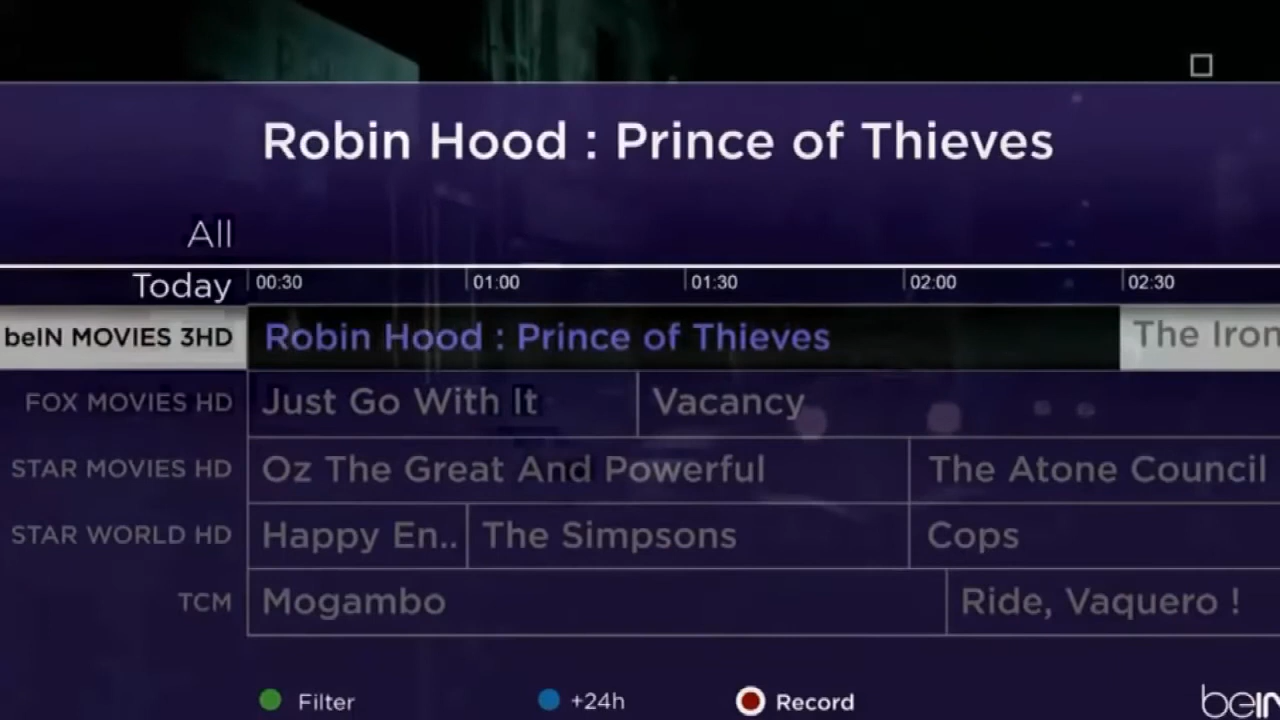 Robin Hood : Prince of Thieves
All
Today 00:30 01:00 01:30 02:00 02:30
beIN MOVIES 3HD Robin Hood : Prince of Thieves The Iron
FOX MOVIES HD Just Go With It Vacancy
STAR MOVIES HD Oz The Great And Powerful The Atone Council
STAR WORLD HD Happy En.. The Simpsons Cops
TCM Mogambo Ride, Vaquero !
Filter +24h Record beIN